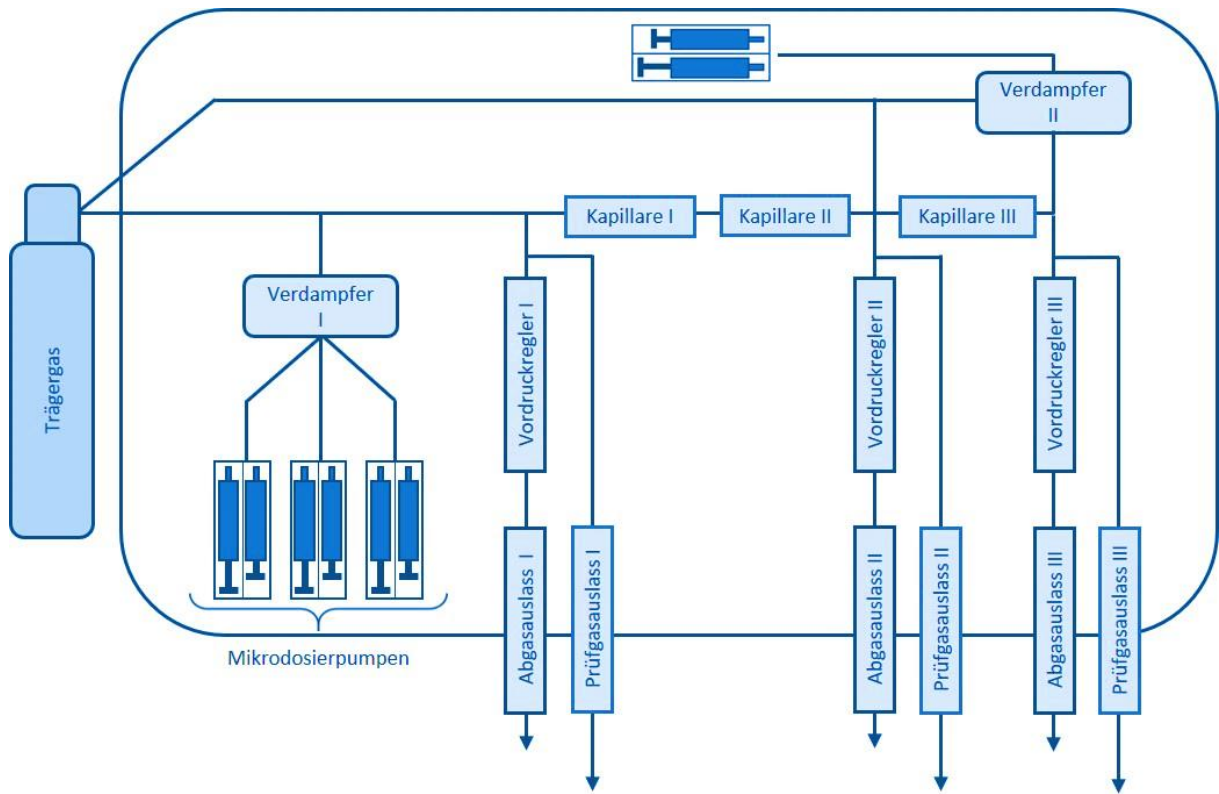 Verdampfer
II
Kapillare I
Kapillare II
Kapillare III
Trägergas
Verdampfer
I
Vordruckregler I
Vordruckregler II
Vordruckregler III
Mikrodosierpumpen
Abgasauslass I
Prüfgasauslass I
Abgasauslass II
Prüfgasauslass II
Abgasauslass III
Prüfgasauslass III